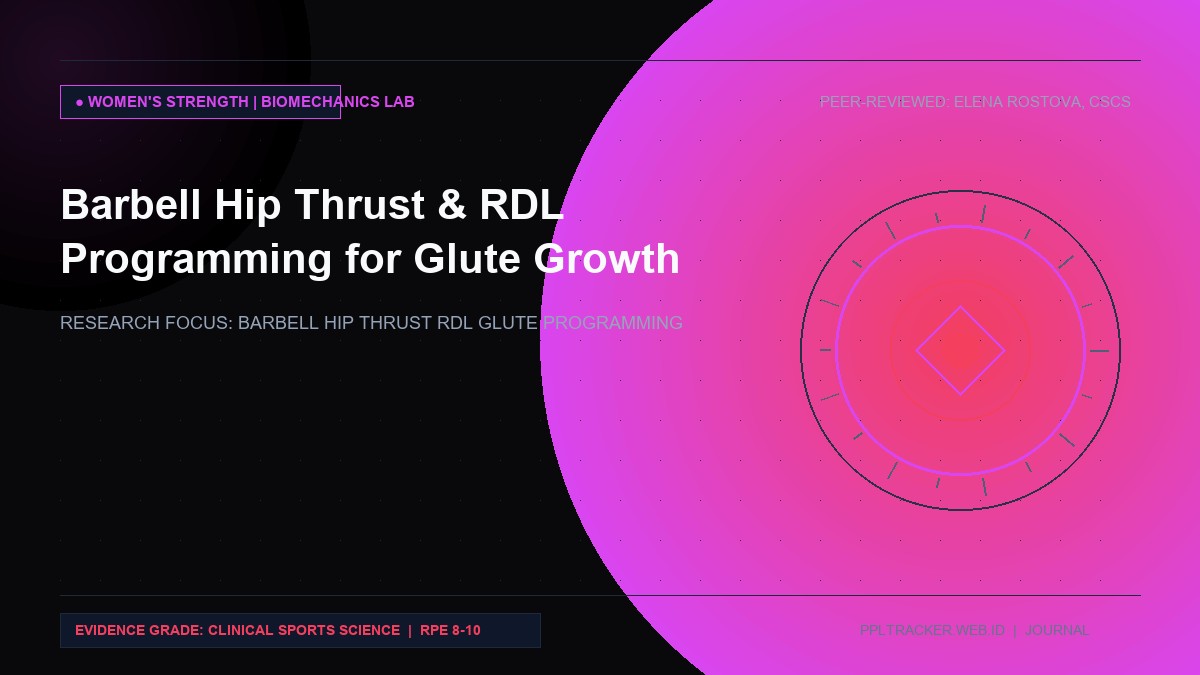 ● WOMEN'S STRENGTH | BIOMECHANICS LAB
PEER-REVIEWED: ELENA ROSTOVA, CSCS
Barbell Hip Thrust & RDL
Programming for Glute Growth
RESEARCH FOCUS: BARBELL HIP THRUST RDL GLUTE PROGRAMMING
EVIDENCE GRADE: CLINICAL SPORTS SCIENCE | RPE 8-10
PPLTRACKER.WEB.ID | JOURNAL